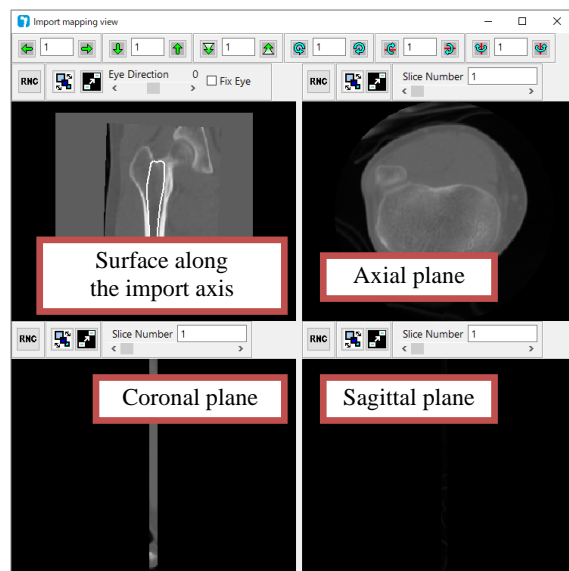 Import mapping view
1 1 1 1 1 1
RNC Eye Direction 0 Fix Eye
RNC Slice Number 1
Surface along
the import axis
Axial plane
RNC Slice Number 1
RNC Slice Number 1
Coronal plane
Sagittal plane